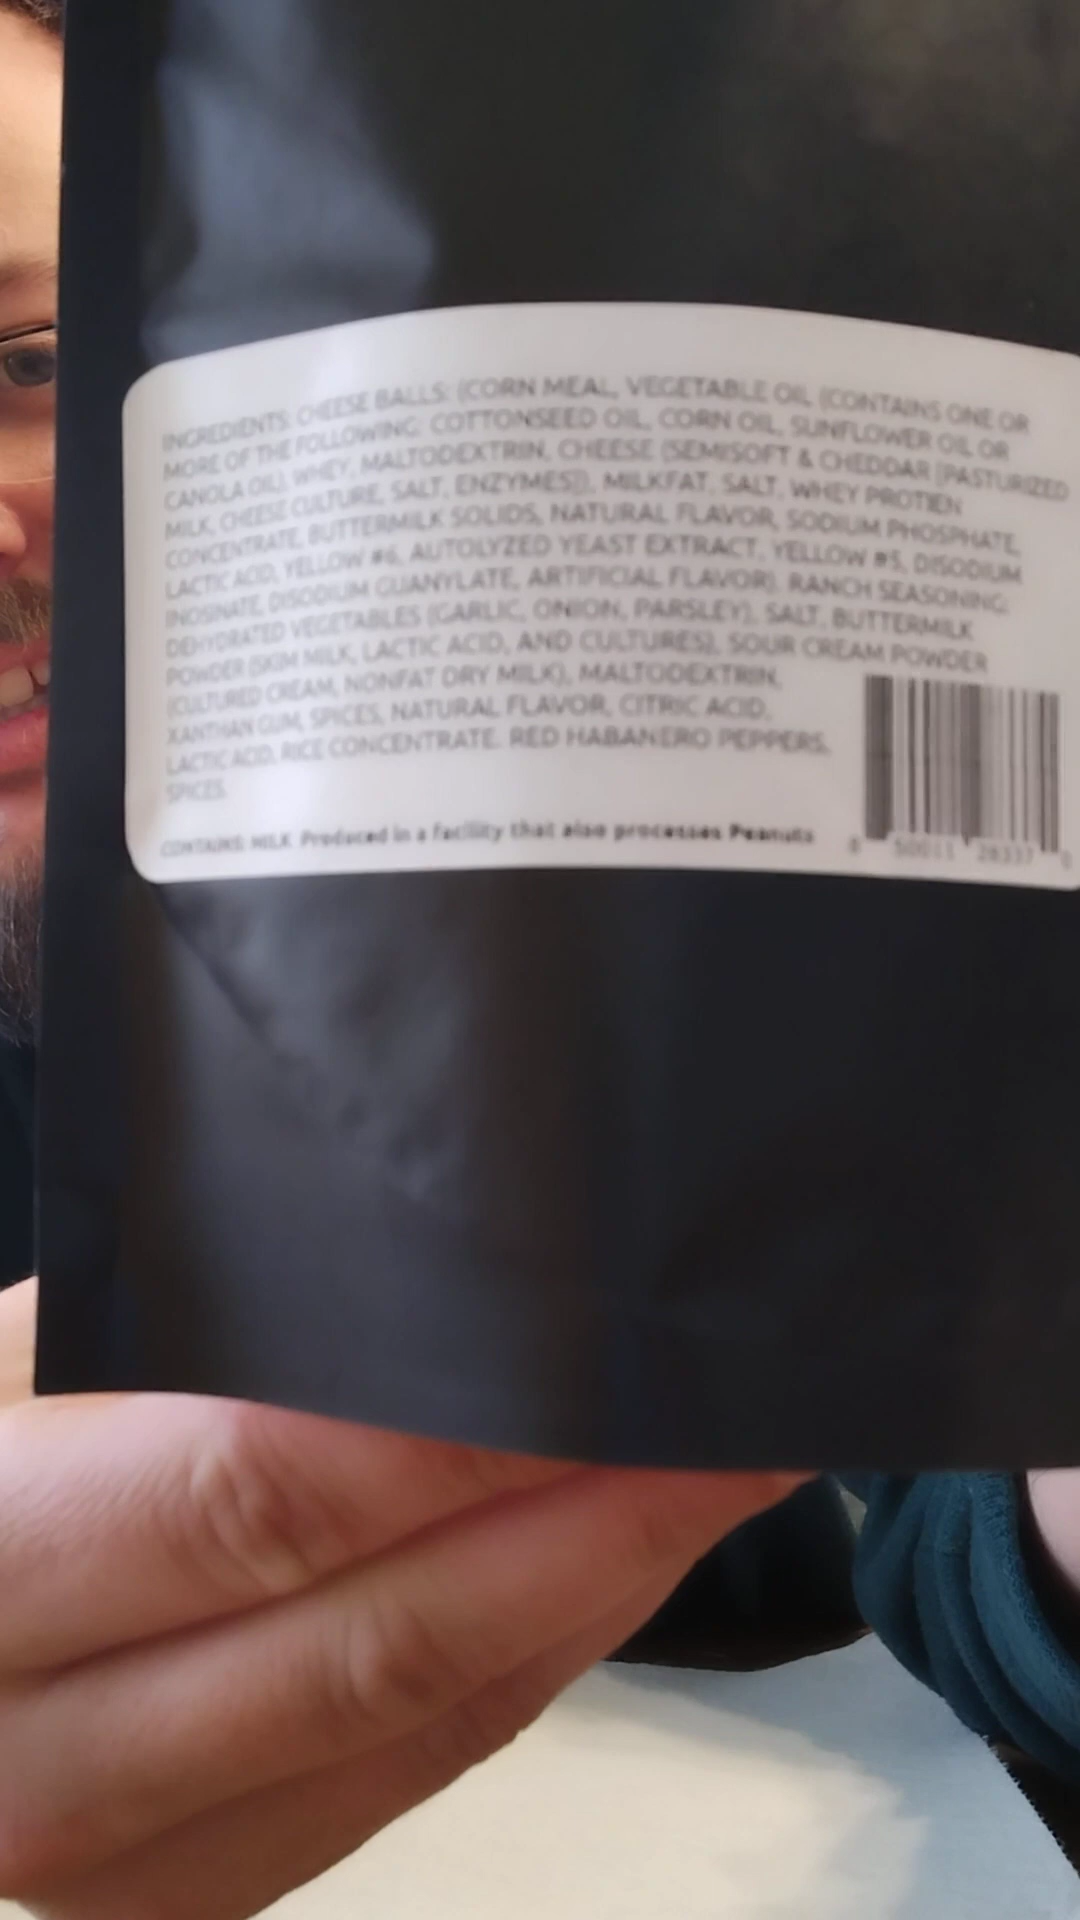 INGREDIENTS: CHEESE BALLS: (CORN MEAL, VEGETABLE OIL (CONTAINS ONE OR
MORE OF THE FOLLOWING: COTTONSEED OIL, CORN OIL, SUNFLOWER OIL OR
CANOLA OIL), WHEY, MALTODEXTRIN, CHEESE (SEMISOFT & CHEDDAR [PASTURIZED
MILK, CHEESE CULTURE, SALT, ENZYMES]), MILKFAT, SALT, WHEY PROTIEN
CONCENTRATE, BUTTERMILK SOLIDS, NATURAL FLAVOR, SODIUM PHOSPHATE,
LACTIC ACID, YELLOW #6, AUTOLYZED YEAST EXTRACT, YELLOW #5, DISODIUM
INOSINATE, DISODIUM GUANYLATE, ARTIFICIAL FLAVOR). RANCH SEASONING:
DEHYDRATED VEGETABLES (GARLIC, ONION, PARSLEY), SALT, BUTTERMILK
POWDER (SKIM MILK, LACTIC ACID, AND CULTURES), SOUR CREAM POWDER
(CULTURED CREAM, NONFAT DRY MILK), MALTODEXTRIN,
XANTHAN GUM, SPICES, NATURAL FLAVOR, CITRIC ACID,
LACTIC ACID, RICE CONCENTRATE. RED HABANERO PEPPERS,
SPICES.
CONTAINS: MILK Produced in a facility that also processes Peanuts
8 50011 28337 0